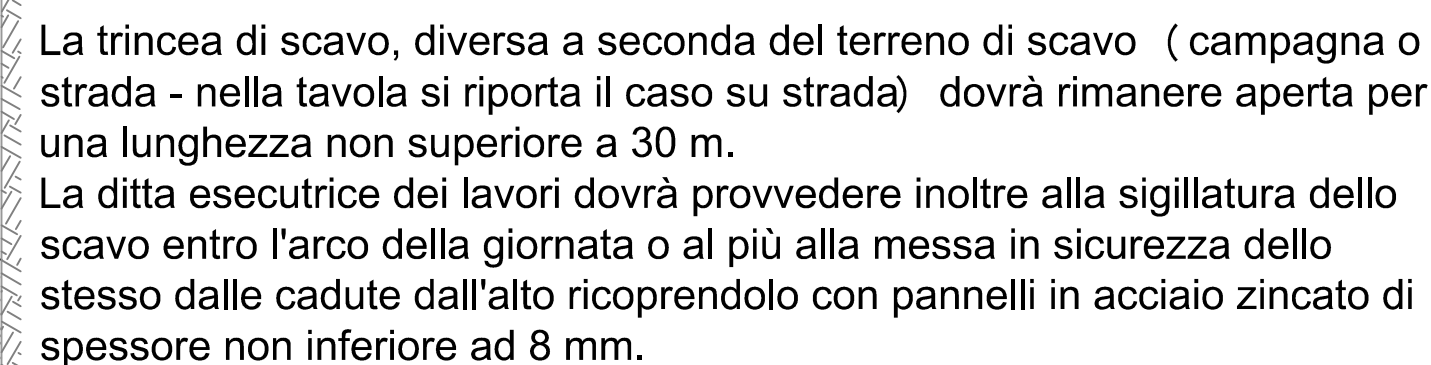 La trincea di scavo, diversa a seconda del terreno di scavo ( campagna o
strada - nella tavola si riporta il caso su strada) dovrà rimanere aperta per
una lunghezza non superiore a 30 m.
La ditta esecutrice dei lavori dovrà provvedere inoltre alla sigillatura dello
scavo entro l'arco della giornata o al più alla messa in sicurezza dello
stesso dalle cadute dall'alto ricoprendolo con pannelli in acciaio zincato di
spessore non inferiore ad 8 mm.